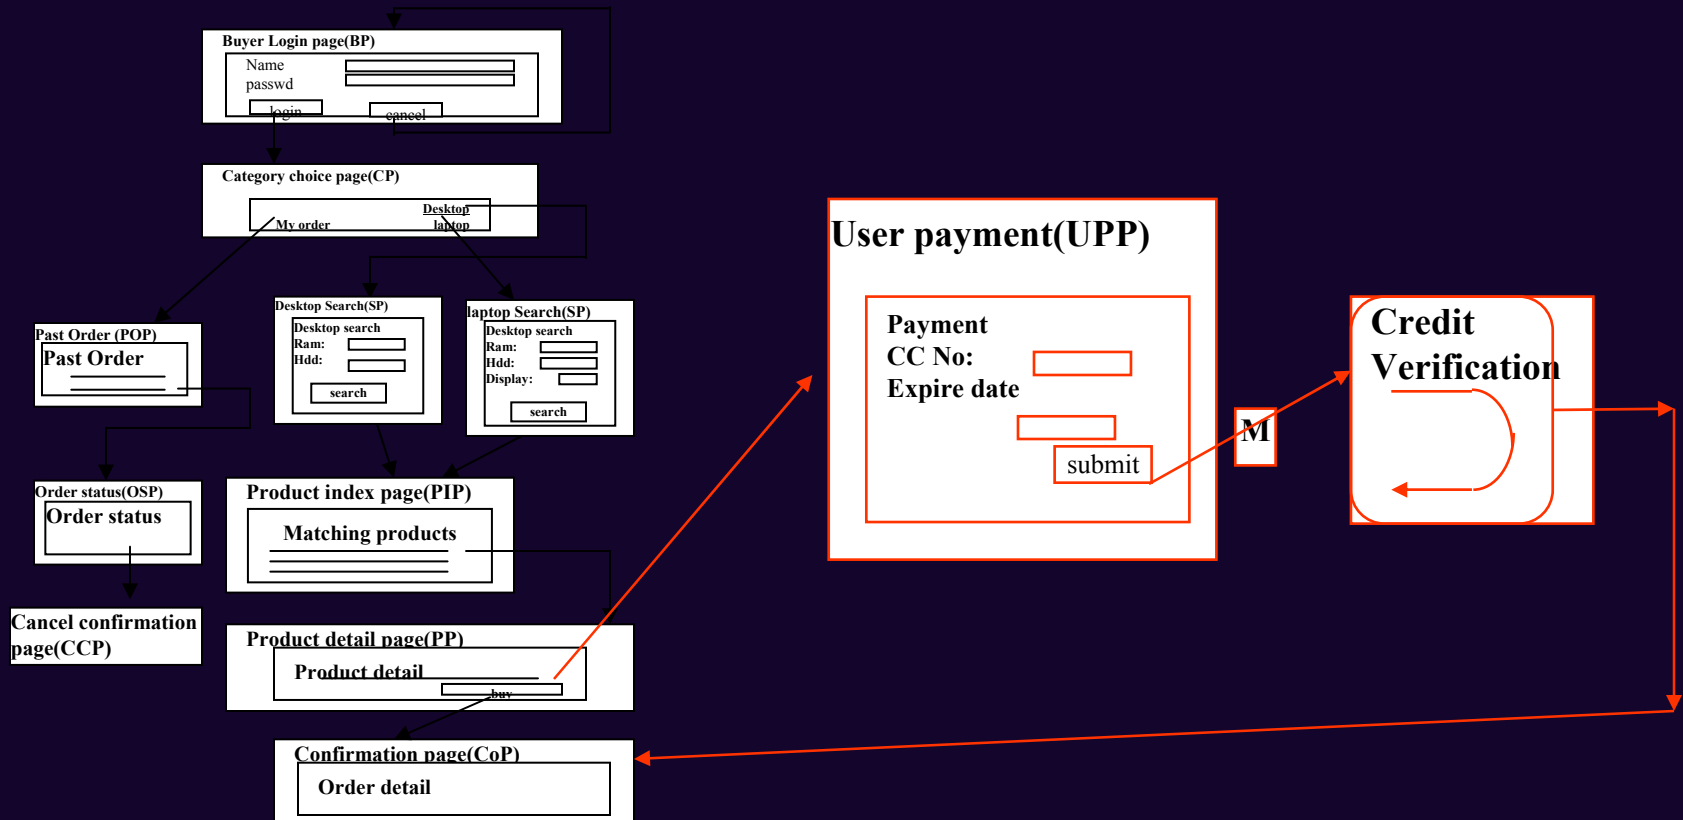 Buyer Login page(BP)
Name
passwd
login
cancel
Category choice page(CP)
Desktop
My order
laptop
Past Order (POP)
Past Order
Desktop Search(SP)
Desktop search
Ram:
Hdd:
search
laptop Search(SP)
Desktop search
Ram:
Hdd:
Display:
search
Order status(OSP)
Order status
Cancel confirmation
page(CCP)
Product index page(PIP)
Matching products
Product detail page(PP)
Product detail
buy
Confirmation page(CoP)
Order detail
User payment(UPP)
Payment
CC No:
Expire date
submit
M
Credit
Verification